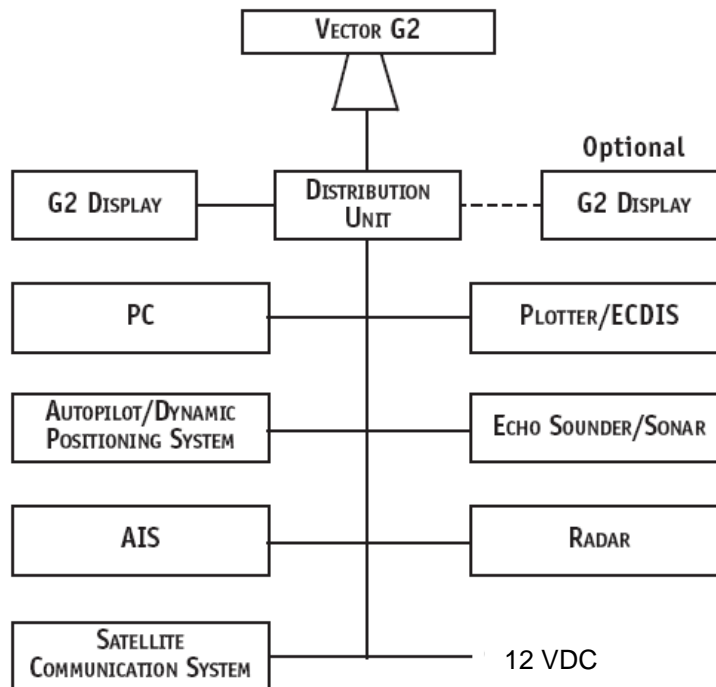 VECTOR G2
Optional
G2 DISPLAY
DISTRIBUTION
UNIT
G2 DISPLAY
PC
PLOTTER/ECDIS
AUTOPILOT/DYNAMIC
POSITIONING SYSTEM
ECHO SOUNDER/SONAR
AIS
RADAR
SATELLITE
COMMUNICATION SYSTEM
12 VDC